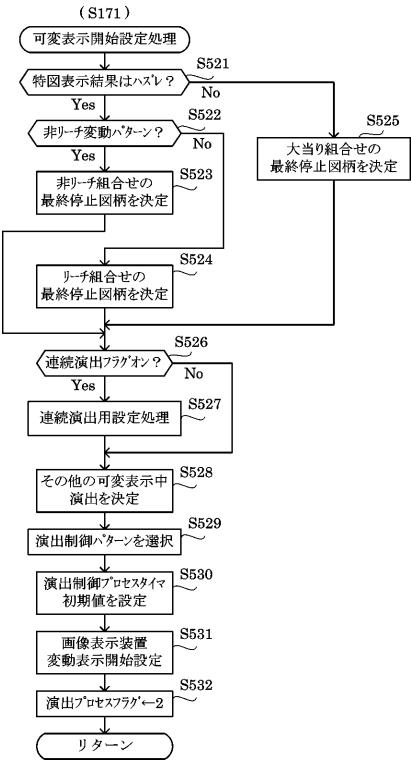 (S171)
可変表示開始設定処理
S521
特図表示結果はハズレ?
No
Yes
S522
非リーチ変動パターン?
No
Yes
S525
大当り組合せの
最終停止図柄を決定
S523
非リーチ組合せの
最終停止図柄を決定
S524
リーチ組合せの
最終停止図柄を決定
S526
連続演出フラグオン?
No
Yes
S527
連続演出用設定処理
S528
その他の可変表示中
演出を決定
S529
演出制御パターンを選択
S530
演出制御プロセスタイマ
初期値を設定
S531
画像表示装置
変動表示開始設定
S532
演出プロセスフラグ←2
リターン